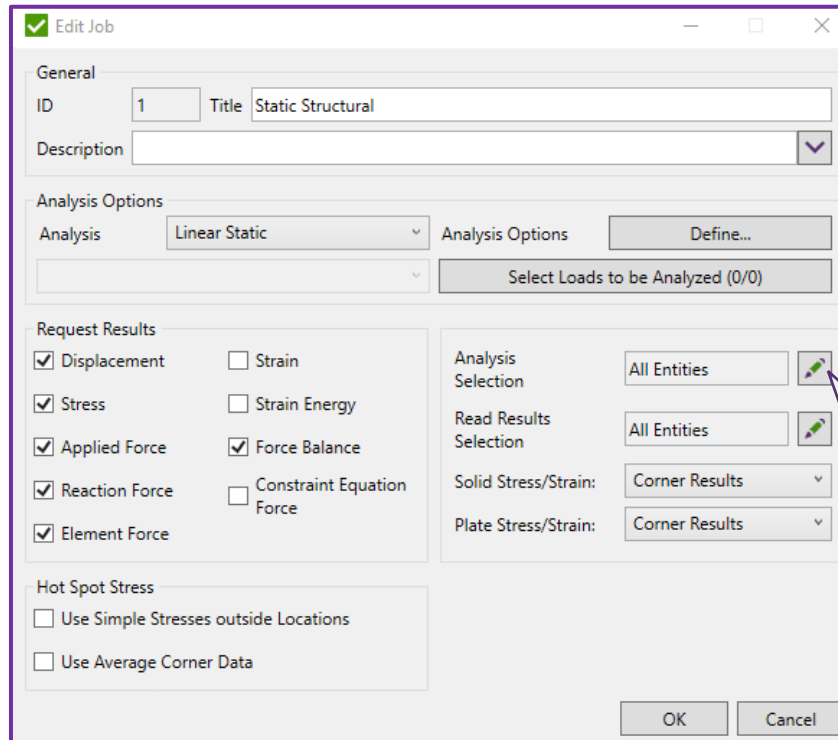 Edit Job
General
ID 1 Title Static Structural
Description
Analysis Options
Analysis Linear Static Analysis Options Define...
Select Loads to be Analyzed (0/0)
Request Results
Displacement Strain
Stress Strain Energy
Applied Force Force Balance
Reaction Force Constraint Equation
Force
Element Force
Analysis
Selection All Entities
Read Results
Selection All Entities
Solid Stress/Strain: Corner Results
Plate Stress/Strain: Corner Results
Hot Spot Stress
Use Simple Stresses outside Locations
Use Average Corner Data
OK Cancel